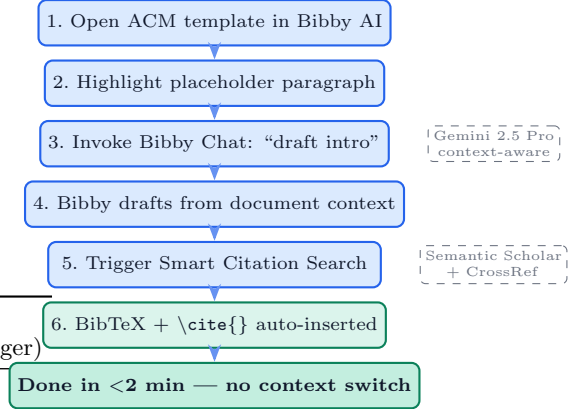 1. Open ACM template in Bibby AI
2. Highlight placeholder paragraph
3. Invoke Bibby Chat: “draft intro”
Gemini 2.5 Pro
context-aware
4. Bibby drafts from document context
5. Trigger Smart Citation Search
Semantic Scholar
+ CrossRef
6. BibTeX + \cite{} auto-inserted
ger)
Done in <2 min — no context switch